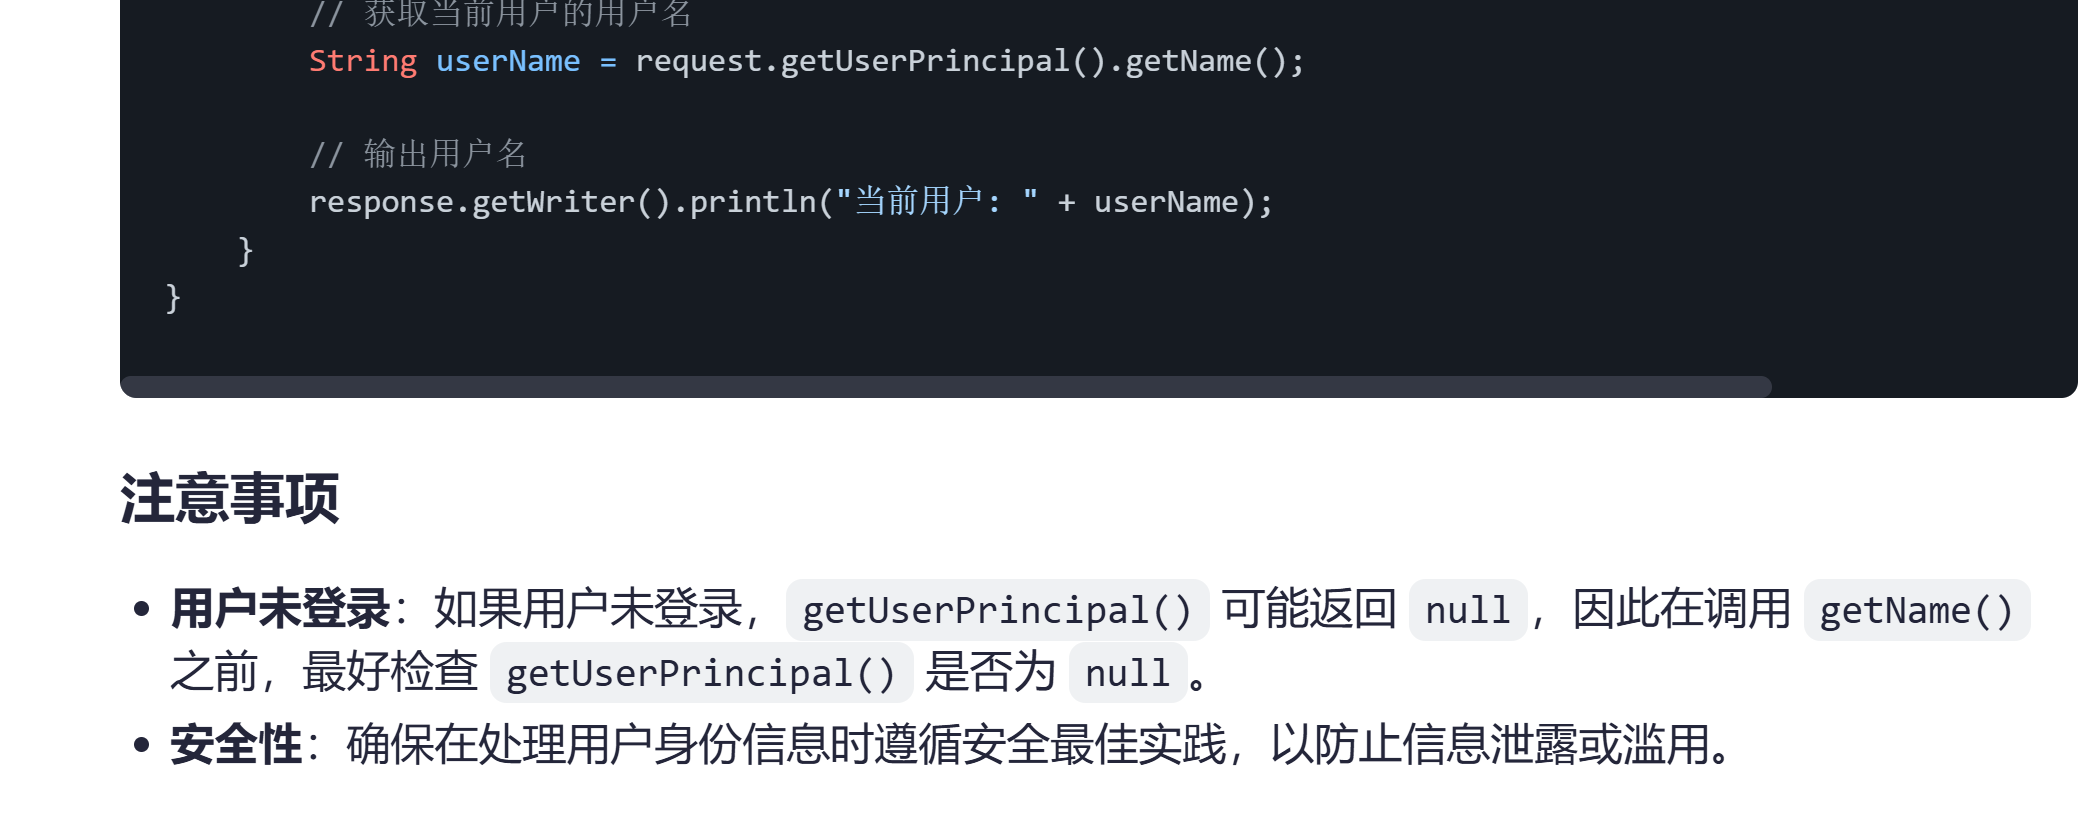 // 获取当前用户的用户名
String userName = request.getUserPrincipal().getName();
// 输出用户名
response.getWriter().println("当前用户: " + userName);
}
}
注意事项
• 用户未登录：如果用户未登录，getUserPrincipal() 可能返回 null，因此在调用 getName()
之前，最好检查 getUserPrincipal() 是否为 null。
• 安全性：确保在处理用户身份信息时遵循安全最佳实践，以防止信息泄露或滥用。